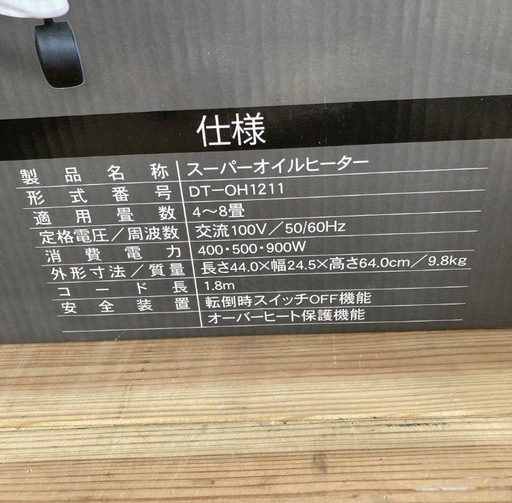 仕様
製品名称 スーパーオイルヒーター
形式番号 DT-OH1211
適用畳数 4～8畳
定格電圧／周波数 交流100V／50/60Hz
消費電力 400・500・900W
外形寸法／質量 長さ44.0×幅24.5×高さ64.0cm／9.8kg
コード長 1.8m
安全装置 転倒時スイッチOFF機能
オーバーヒート保護機能